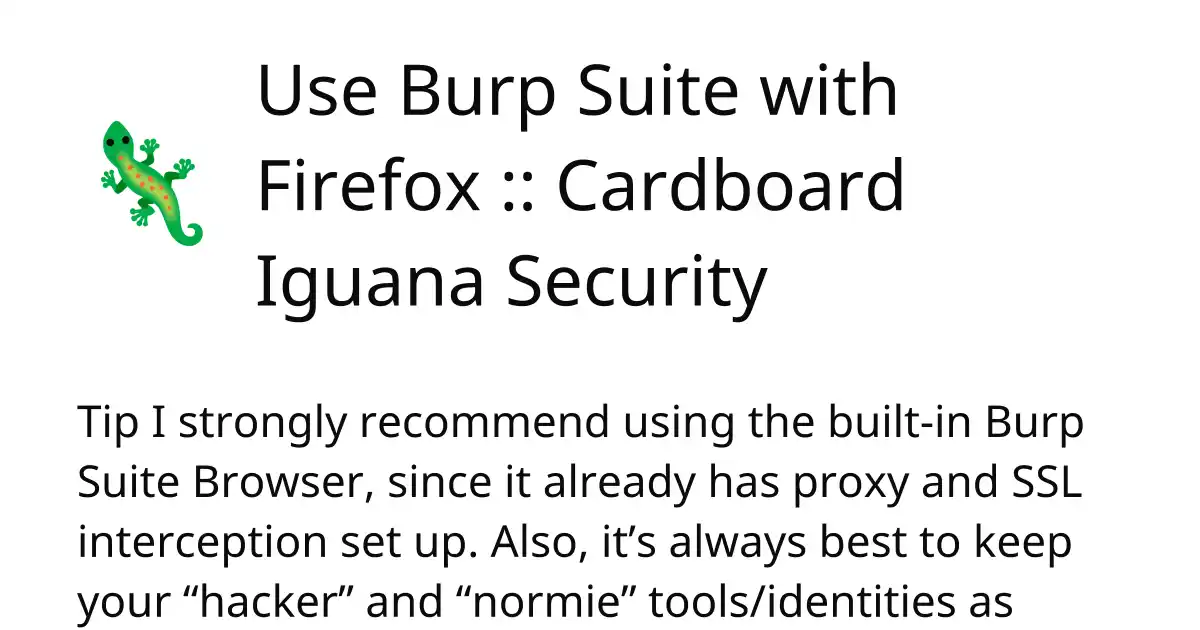 Use Burp Suite with
Firefox :: Cardboard
Iguana Security
Tip I strongly recommend using the built-in Burp
Suite Browser, since it already has proxy and SSL
interception set up. Also, it’s always best to keep
your “hacker” and “normie” tools/identities as